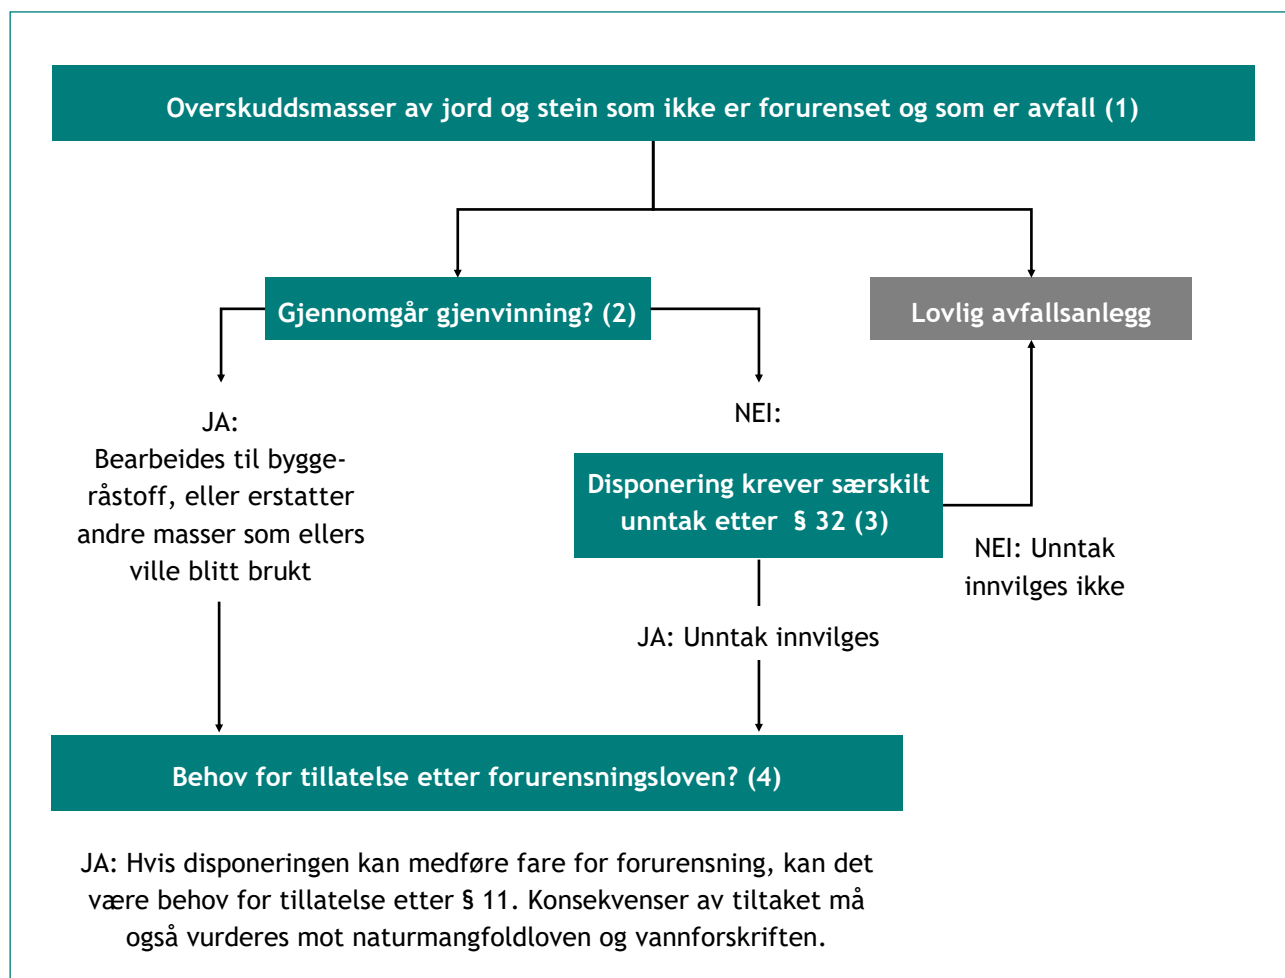 Overskuddsmasser av jord og stein som ikke er forurenset og som er avfall (1)
Gjennomgår gjenvinning? (2)
Lovlig avfallsanlegg
JA:
Bearbeides til bygge-
råstoff, eller erstatter
andre masser som ellers
ville blitt brukt
NEI:
Disponering krever særskilt
unntak etter § 32 (3)
NEI: Unntak
innvilges ikke
JA: Unntak innvilges
Behov for tillatelse etter forurensningsloven? (4)
JA: Hvis disponeringen kan medføre fare for forurensning, kan det
være behov for tillatelse etter § 11. Konsekvenser av tiltaket må
også vurderes mot naturmangfoldloven og vannforskriften.